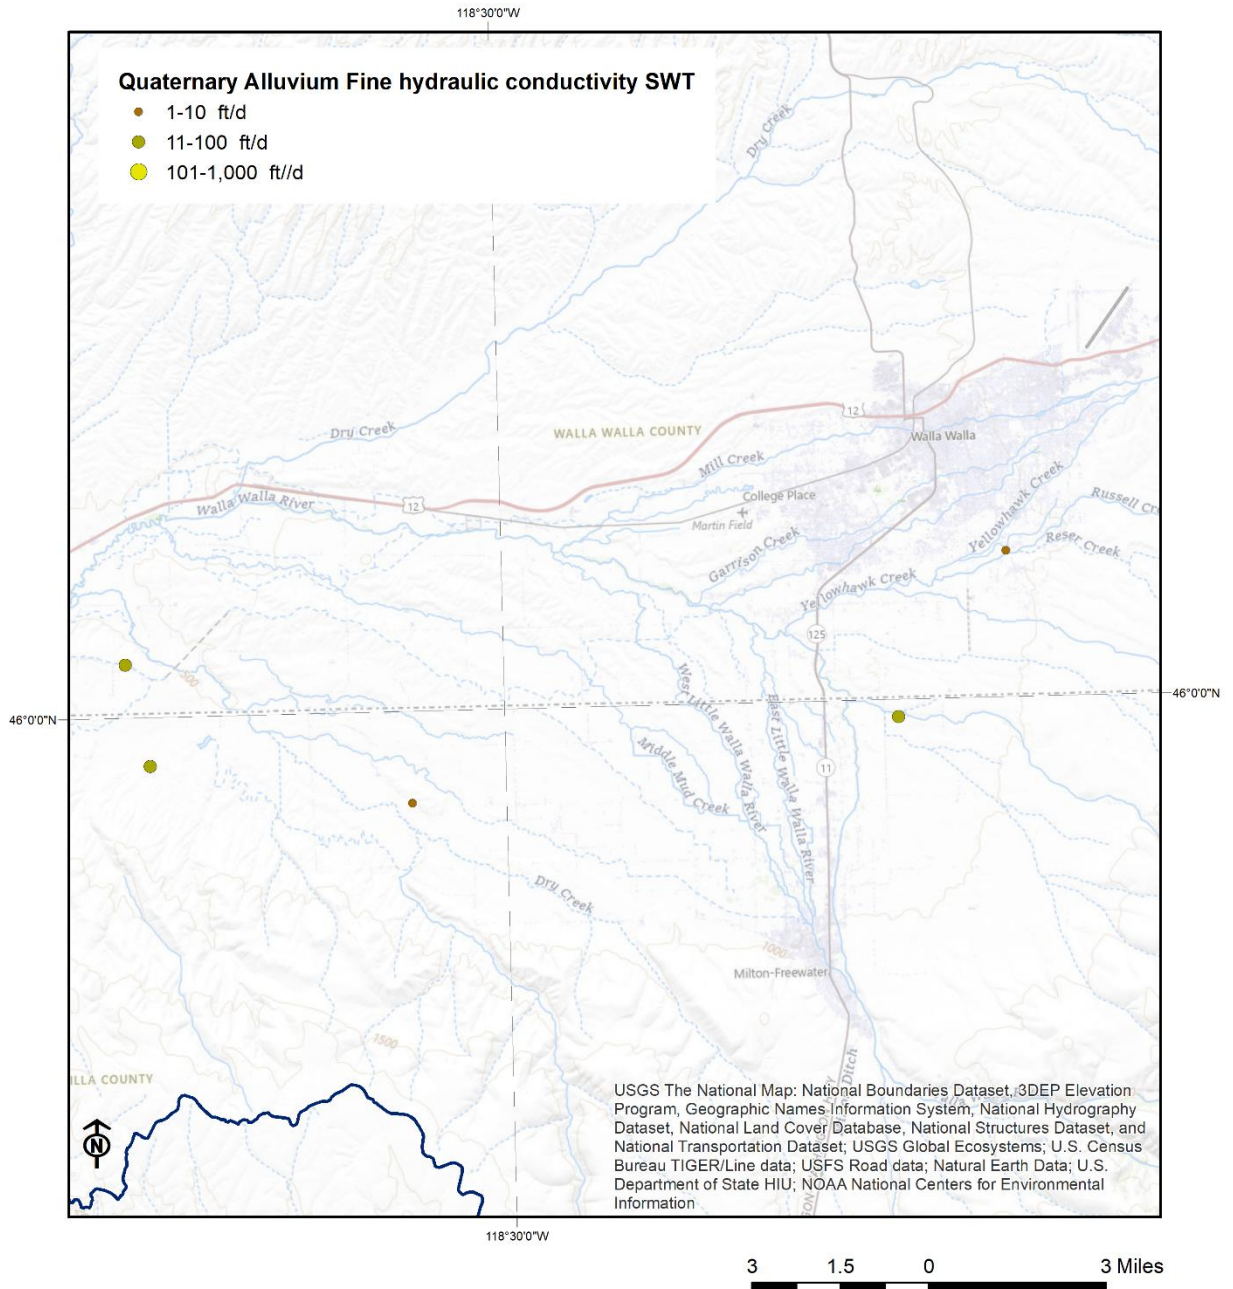 118°30'0"W
Quaternary Alluvium Fine hydraulic conductivity SWT
1-10 ft/d
11-100 ft/d
101-1,000 ft//d
Dry Creek
12
Walla Walla
WALLA WALLA COUNTY
Dry Creek
Mill Creek
College Place
Martin Field
Walla Walla River
12
Yellowhawk Creek
Russell Cr
Reser Creek
Garrison Creek
Yellowhawk Creek
125
500
46°0'0"N
46°0'0"N
West Little Walla Walla River
East Little Walla Walla River
Middle Mud Creek
11
Dry Creek
1000
Milton-Freewater
1500
ILLA COUNTY
Ditch
N
USGS The National Map: National Boundaries Dataset, 3DEP Elevation
Program, Geographic Names Information System, National Hydrography
Dataset, National Land Cover Database, National Structures Dataset, and
National Transportation Dataset; USGS Global Ecosystems; U.S. Census
Bureau TIGER/Line data; USFS Road data; Natural Earth Data; U.S.
Department of State HIU; NOAA National Centers for Environmental
Information
118°30'0"W
3 1.5 0 3 Miles